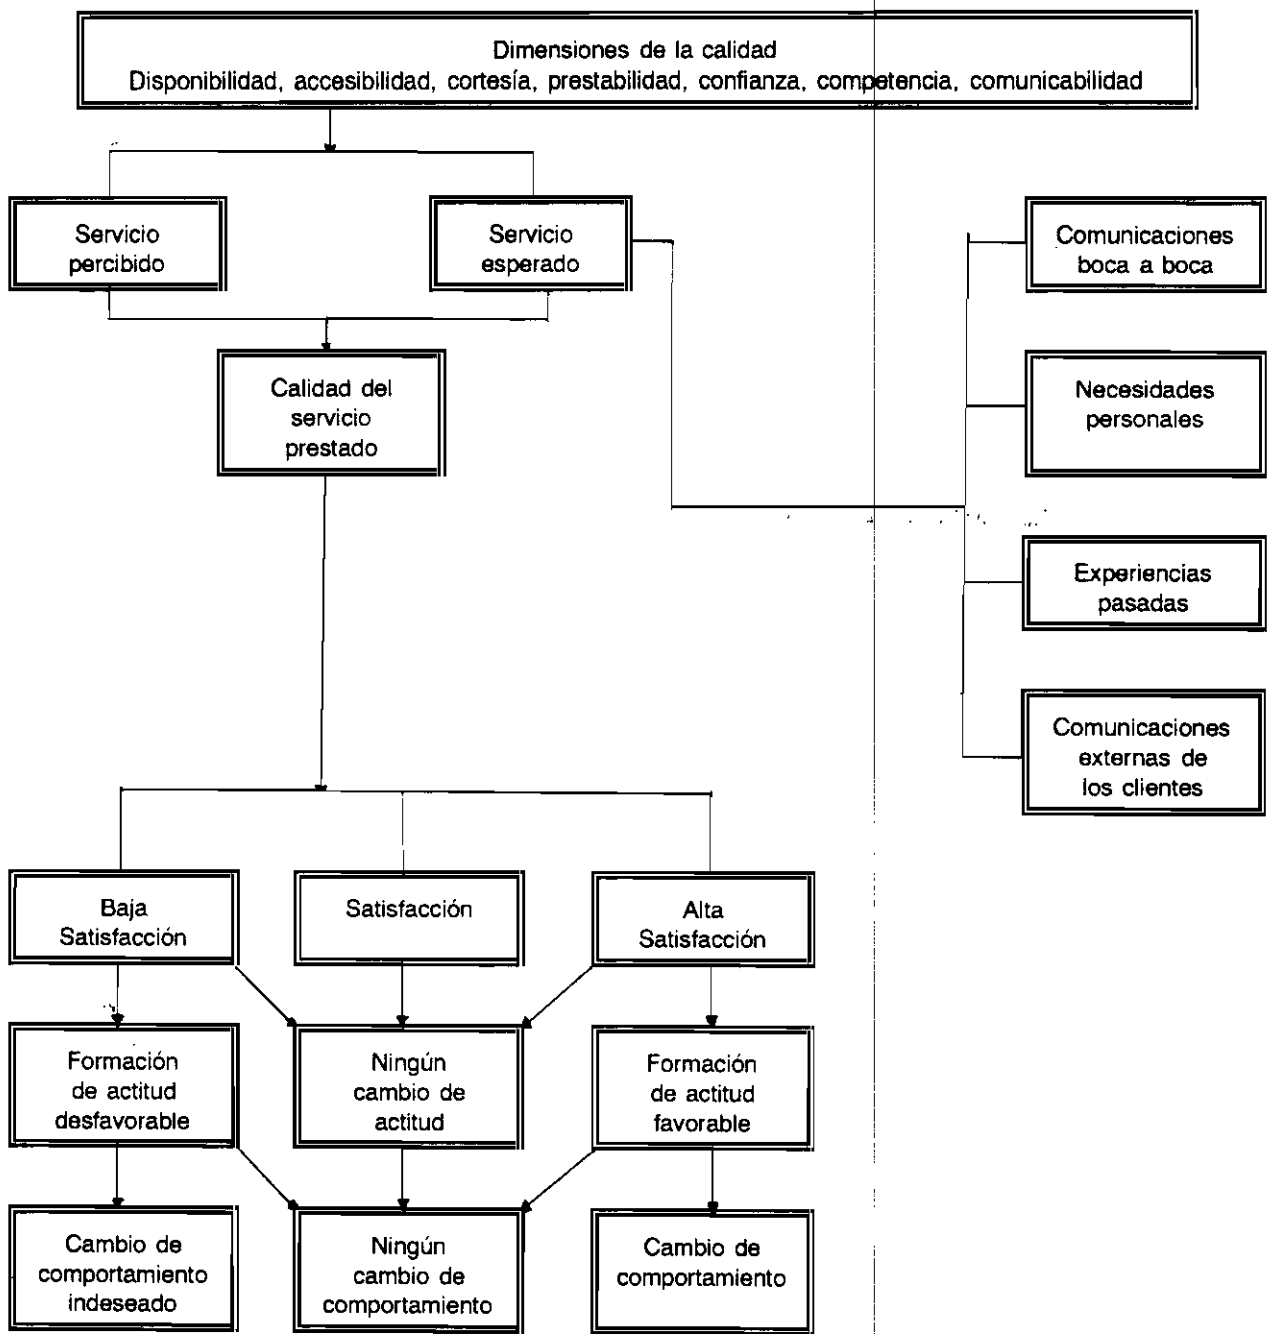 Dimensiones de la calidad
Disponibilidad, accesibilidad, cortesía, prestabilidad, confianza, competencia, comunicabilidad
Servicio
percibido
Servicio
esperado
Comunicaciones
boca a boca
Calidad del
servicio
prestado
Necesidades
personales
Experiencias
pasadas
Comunicaciones
externas de
los clientes
Baja
Satisfacción
Satisfacción
Alta
Satisfacción
Formación
de actitud
desfavorable
Ningún
cambio de
actitud
Formación
de actitud
favorable
Cambio de
comportamiento
indeseado
Ningún
cambio de
comportamiento
Cambio de
comportamiento